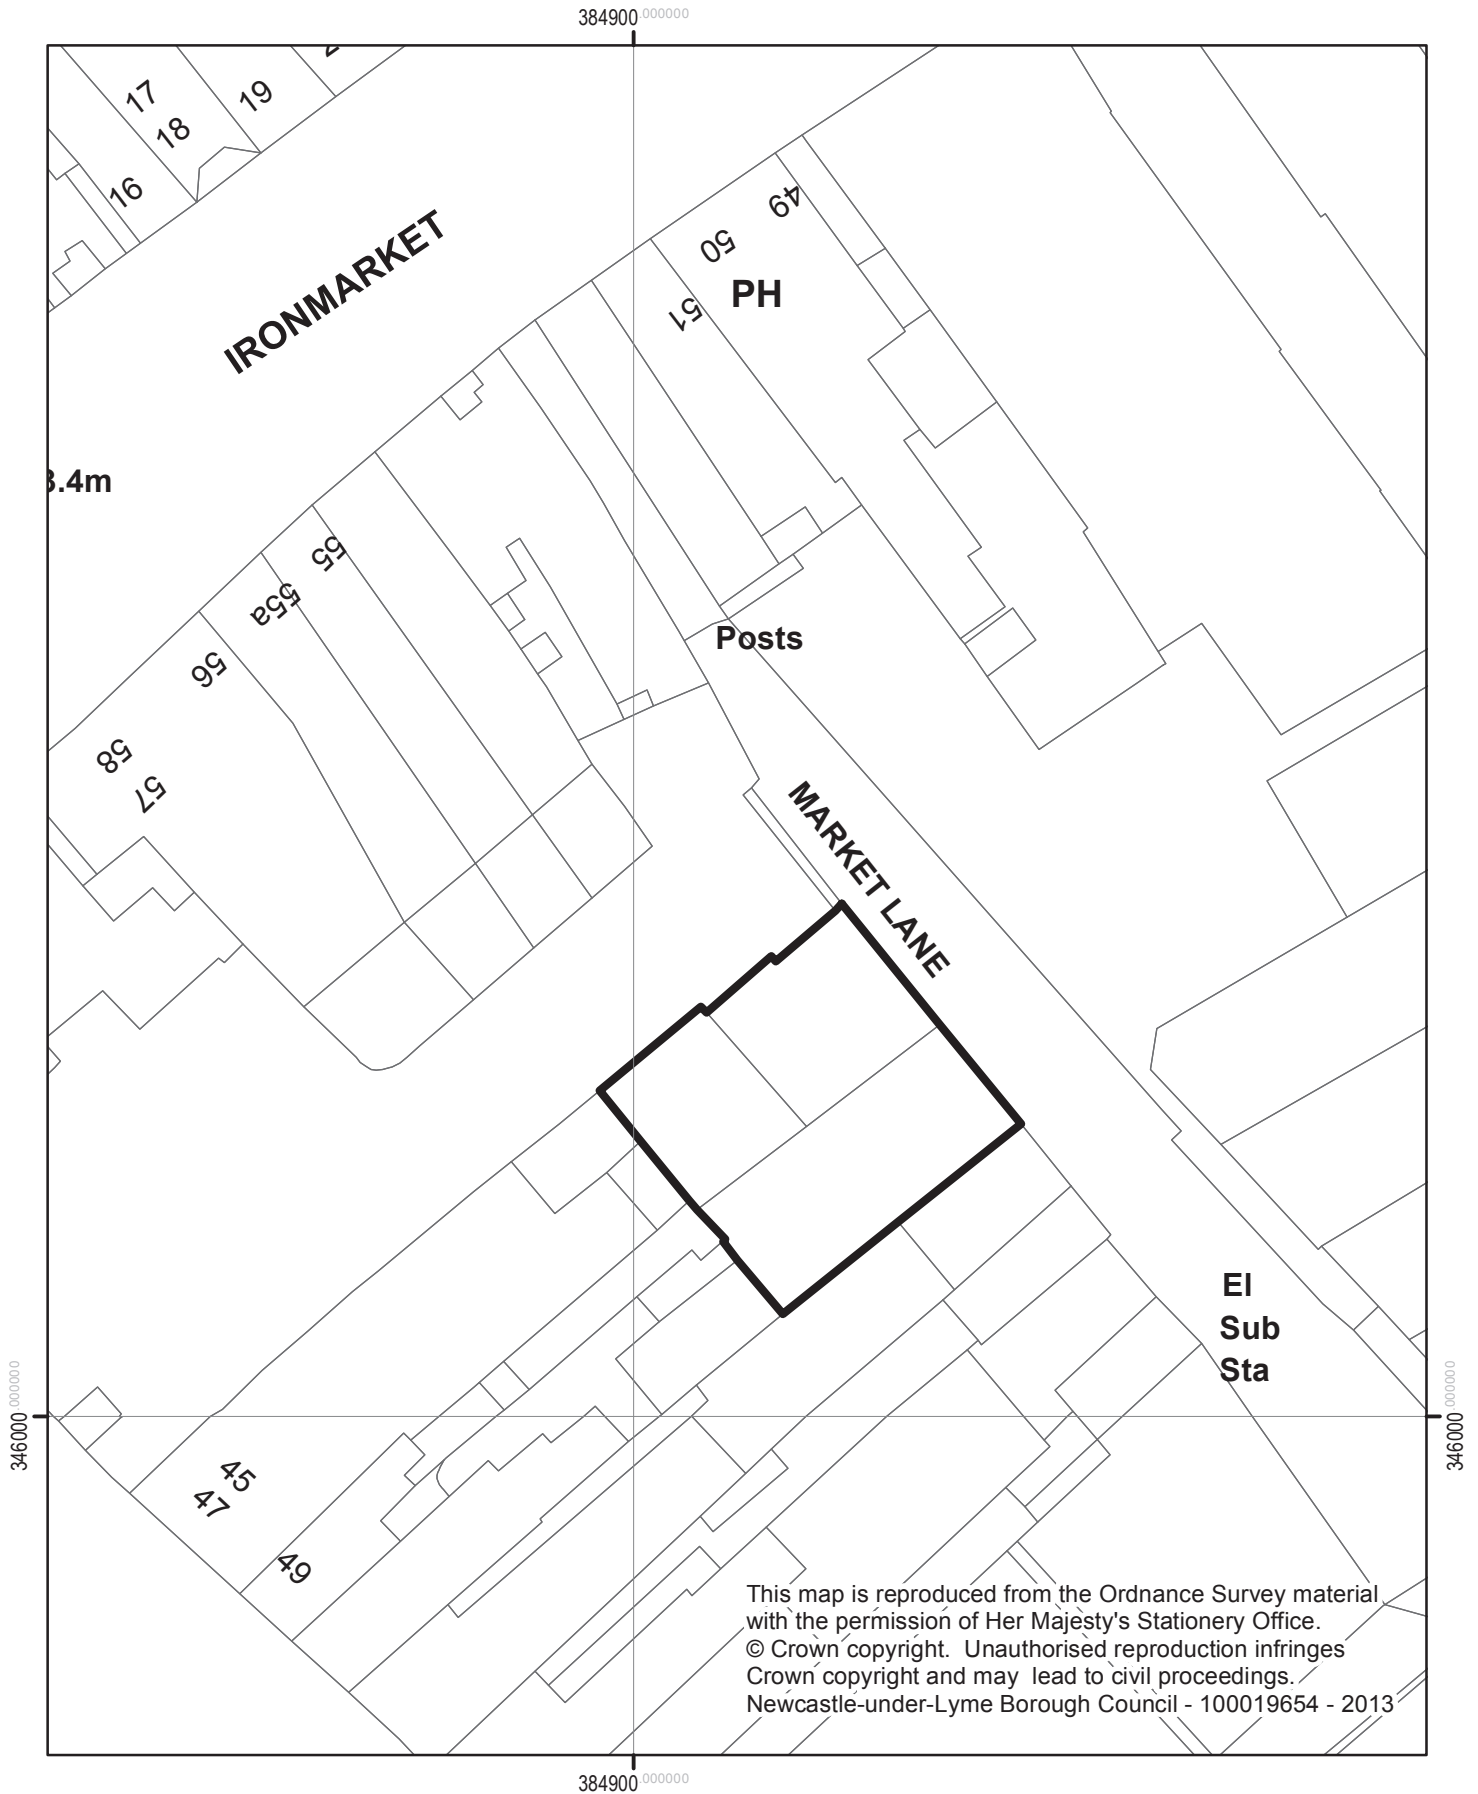 384900.000000
17
18
19
16
IRONMARKET
49
50
51
PH
.4m
55
55a
56
58
57
Posts
MARKET LANE
El
Sub
Sta
346000.000000
346000.000000
45
47
49
This map is reproduced from the Ordnance Survey material
with the permission of Her Majesty's Stationery Office.
© Crown copyright. Unauthorised reproduction infringes
Crown copyright and may lead to civil proceedings.
Newcastle-under-Lyme Borough Council - 100019654 - 2013
384900.000000